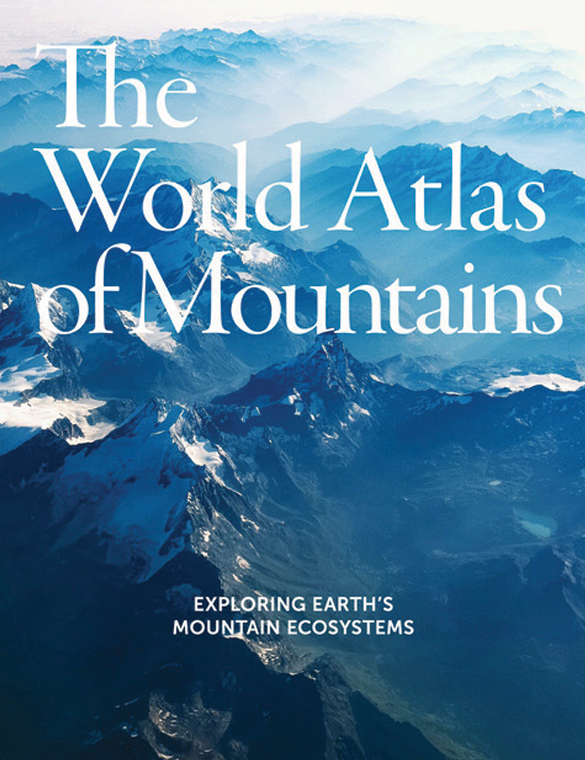 The
World Atlas
of Mountains
EXPLORING EARTH'S
MOUNTAIN ECOSYSTEMS